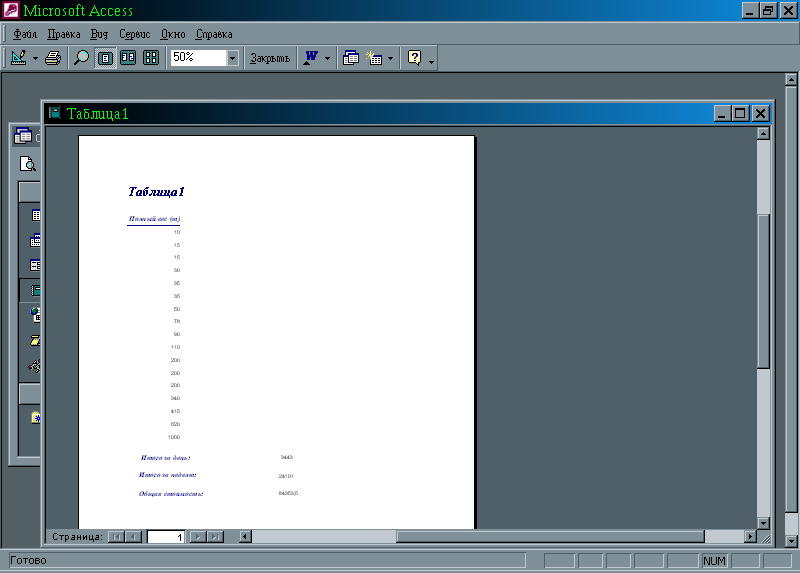 Microsoft Access
Файл Правка Вид Сервис Окно Справка
50% Закрыть
Таблица1
Таблица1
Полный вес (т)
10
15
15
30
35
35
50
78
90
110
200
200
200
340
415
620
1000
Итого за день: 3443
Итого за неделю: 24101
Общая стоимость: 84353,5
Страница: 1
Готово NUM